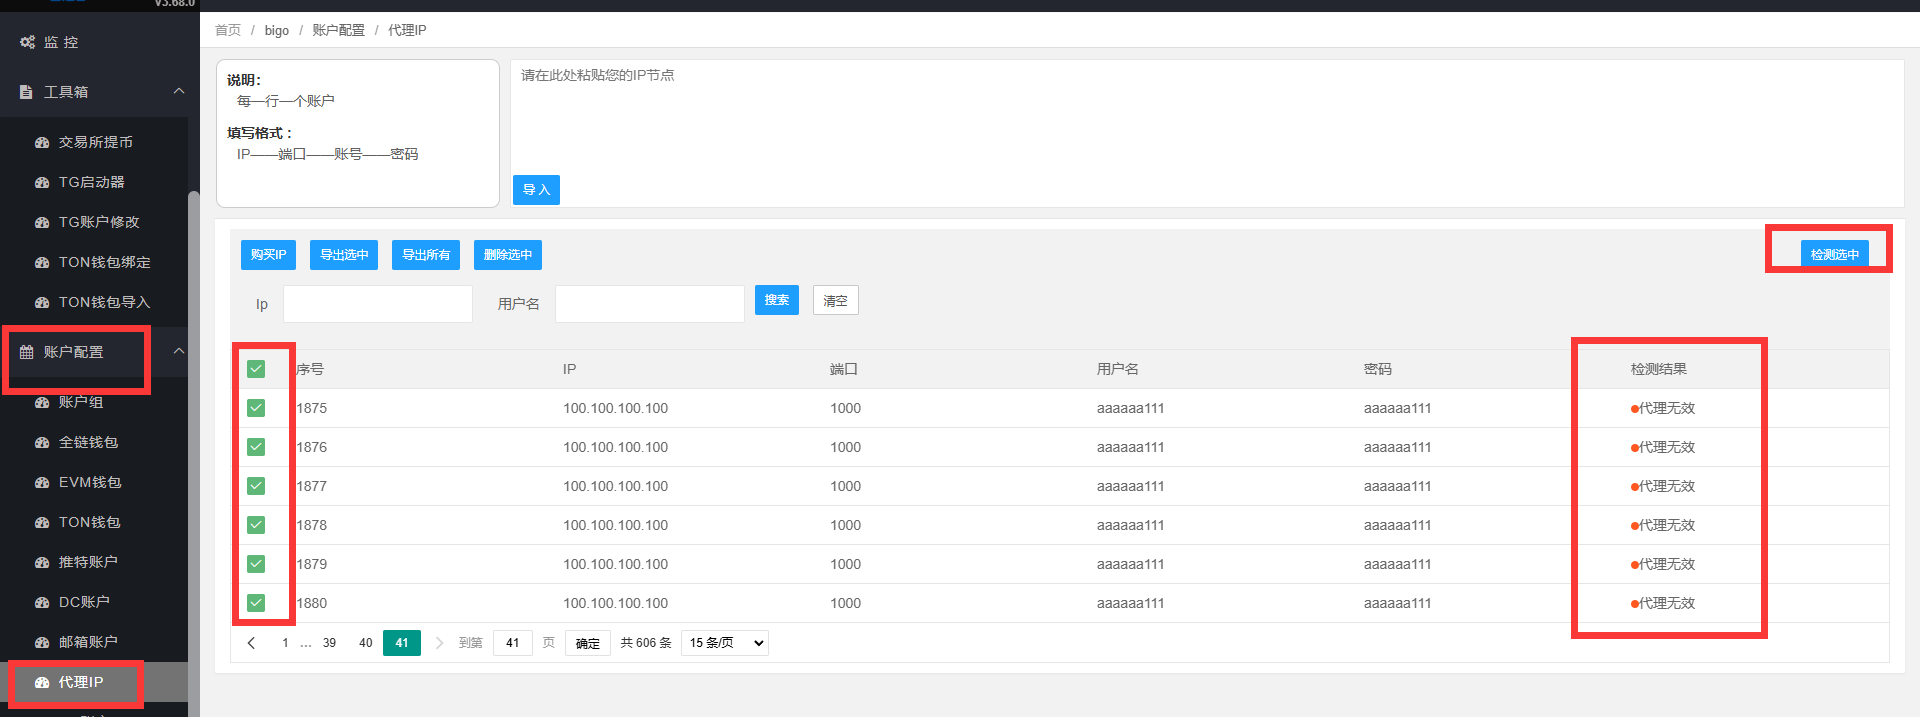 V3.68.0
首页 / bigo / 账户配置 / 代理IP
监 控
工具箱
交易所提币
TG启动器
TG账户修改
TON钱包绑定
TON钱包导入
账户配置
账户组
全链钱包
EVM钱包
TON钱包
推特账户
DC账户
邮箱账户
代理IP
说明：
每—行—个账户
填写格式：
IP——端口——账号——密码
请在此处粘贴您的IP节点
导 入
购买IP 导出选中 导出所有 删除选中 检测选中
Ip 用户名 搜索 清空
序号 IP 端口 用户名 密码 检测结果
1875 100.100.100.100 1000 aaaaaa111 aaaaaa111 代理无效
1876 100.100.100.100 1000 aaaaaa111 aaaaaa111 代理无效
1877 100.100.100.100 1000 aaaaaa111 aaaaaa111 代理无效
1878 100.100.100.100 1000 aaaaaa111 aaaaaa111 代理无效
1879 100.100.100.100 1000 aaaaaa111 aaaaaa111 代理无效
1880 100.100.100.100 1000 aaaaaa111 aaaaaa111 代理无效
1 … 39 40 41 到第 41 页 确定 共 606 条 15 条/页